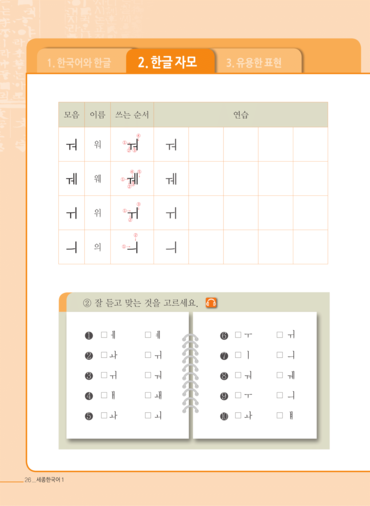 1. 한국어와 한글
2. 한글 자모
3. 유용한 표현
모음 이름 쓰는 순서 연습
ㅝ 워 ㅝ ㅝ
ㅞ 웨 ㅞ ㅞ
ㅟ 위 ㅟ ㅟ
ㅢ 의 ㅢ ㅢ
② 잘 듣고 맞는 것을 고르세요.
❶ □ ㅖ □ ㅔ ❻ □ ㅜ □ ㅟ
❷ □ ㅘ □ ㅝ ❼ □ ㅣ □ ㅢ
❸ □ ㅝ □ ㅝ ❽ □ ㅝ □ ㅞ
❹ □ ㅐ □ ㅙ ❾ □ ㅜ □ ㅢ
❺ □ ㅘ □ ㅚ ❿ □ ㅘ □ ㅐ
26 _ 세종한국어 1